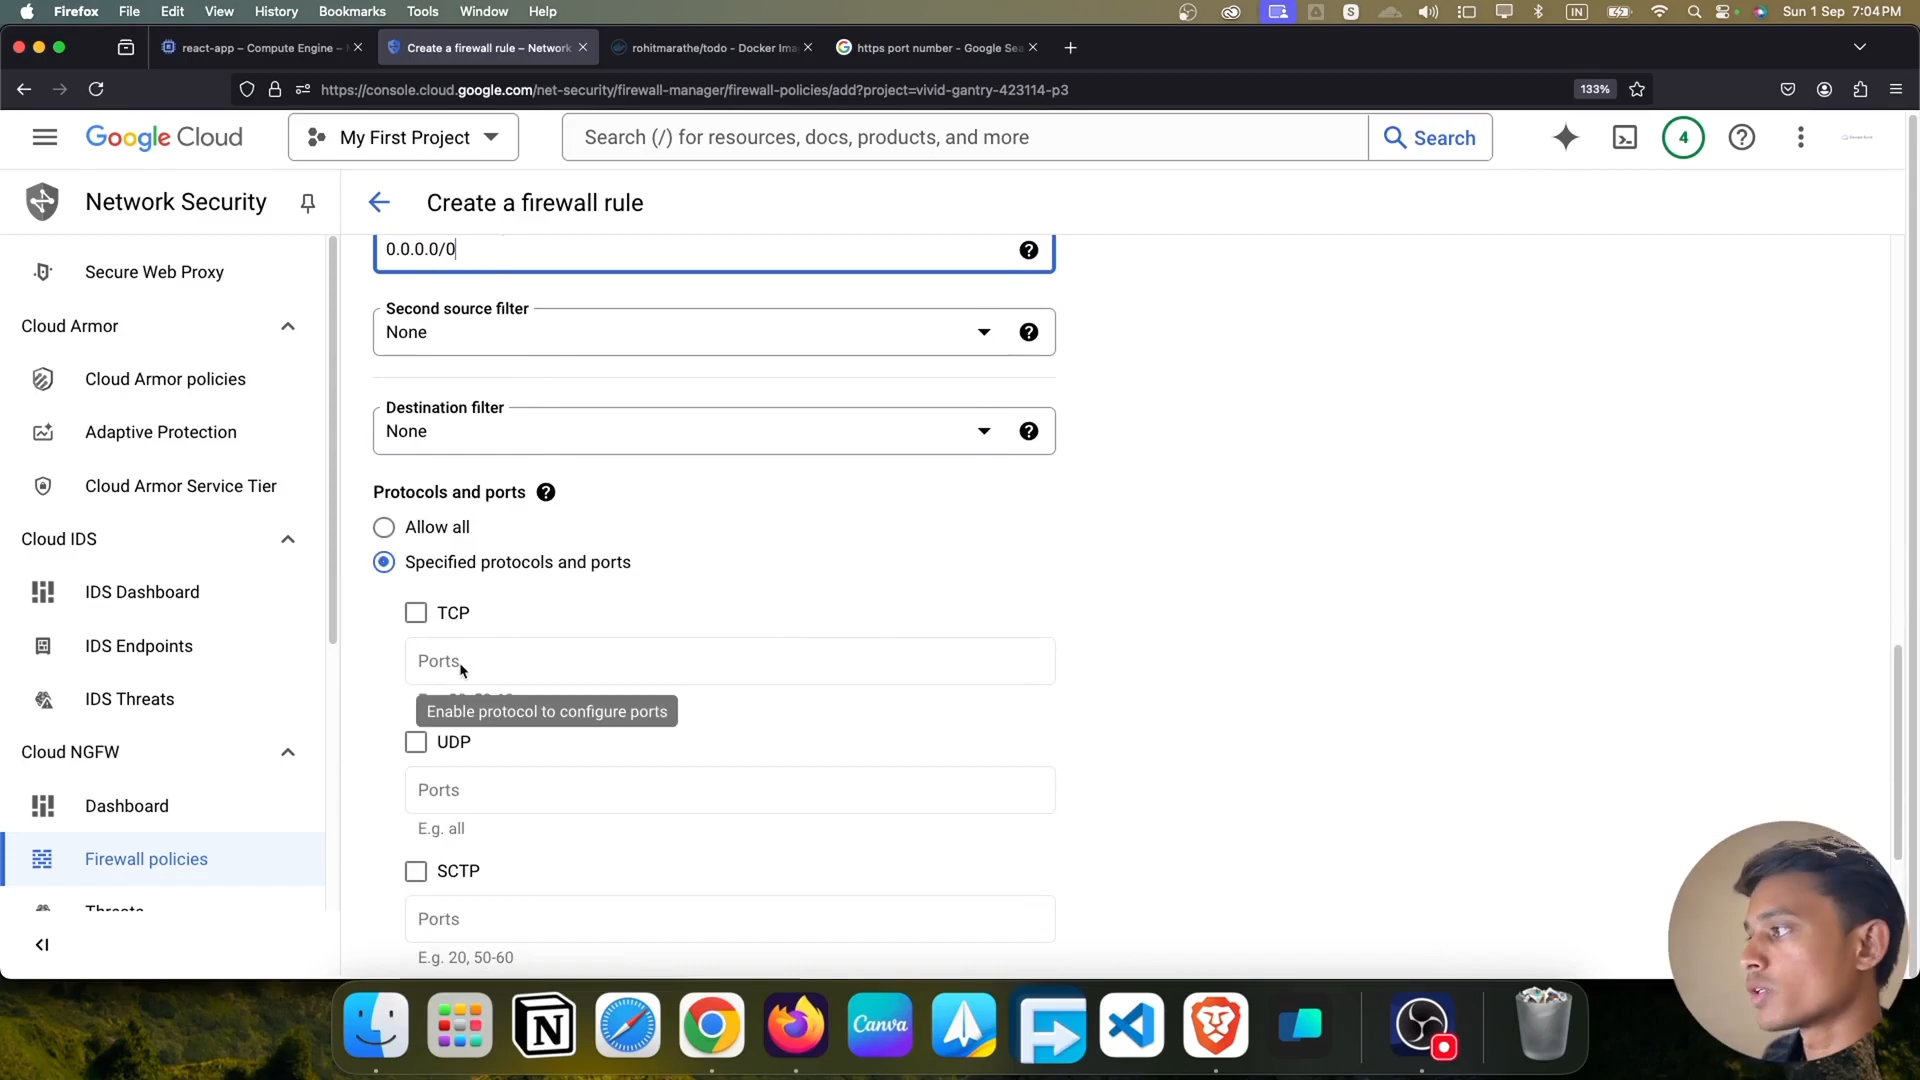 Firefox File Edit View History Bookmarks Tools Window Help
S IN Sun 1 Sep 7:04 PM
react-app – Compute Engine –
Create a firewall rule – Network
rohitmarathe/todo - Docker Ima
https port number - Google Sea
https://console.cloud.google.com/net-security/firewall-manager/firewall-policies/add?project=vivid-gantry-423114-p3
133%
Google Cloud
My First Project
Search (/) for resources, docs, products, and more
Search
4
Network Security
Create a firewall rule
Secure Web Proxy
Cloud Armor
Cloud Armor policies
Adaptive Protection
Cloud Armor Service Tier
Cloud IDS
IDS Dashboard
IDS Endpoints
IDS Threats
Cloud NGFW
Dashboard
Firewall policies
Threats
0.0.0.0/0
Second source filter
None
Destination filter
None
Protocols and ports
Allow all
Specified protocols and ports
TCP
Ports
Enable protocol to configure ports
UDP
Ports
E.g. all
SCTP
Ports
E.g. 20, 50-60
Canva